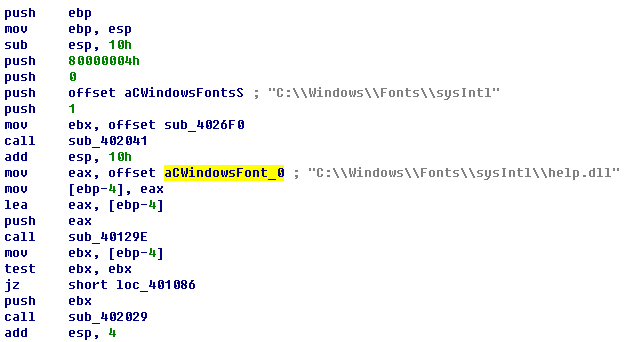 push ebp
mov ebp, esp
sub esp, 10h
push 80000004h
push 0
push offset aCWindowsFontsS ; "C:\\Windows\\Fonts\\sysIntl"
push 1
mov ebx, offset sub_4026F0
call sub_402041
add esp, 10h
mov eax, offset aCWindowsFont_0 ; "C:\\Windows\\Fonts\\sysIntl\\help.dll"
mov [ebp-4], eax
lea eax, [ebp-4]
push eax
call sub_40129E
mov ebx, [ebp-4]
test ebx, ebx
jz short loc_401086
push ebx
call sub_402029
add esp, 4